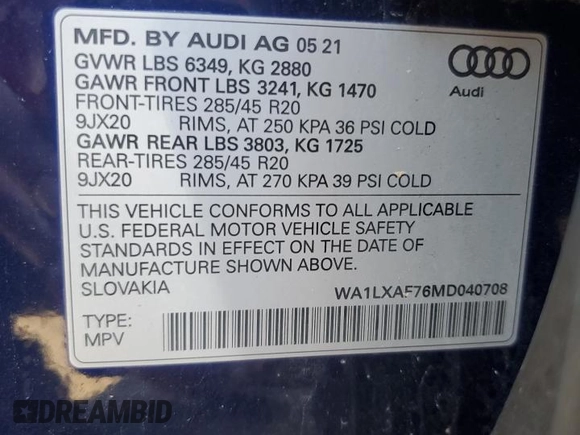 MFD. BY AUDI AG 05 21
GVWR LBS 6349, KG 2880
GAWR FRONT LBS 3241, KG 1470
FRONT-TIRES 285/45 R20
9JX20 RIMS, AT 250 KPA 36 PSI COLD
GAWR REAR LBS 3803, KG 1725
REAR-TIRES 285/45 R20
9JX20 RIMS, AT 270 KPA 39 PSI COLD
Audi
THIS VEHICLE CONFORMS TO ALL APPLICABLE
U.S. FEDERAL MOTOR VEHICLE SAFETY
STANDARDS IN EFFECT ON THE DATE OF
MANUFACTURE SHOWN ABOVE.
SLOVAKIA
WA1LXAF76MD040708
TYPE:
MPV
DREAMBID